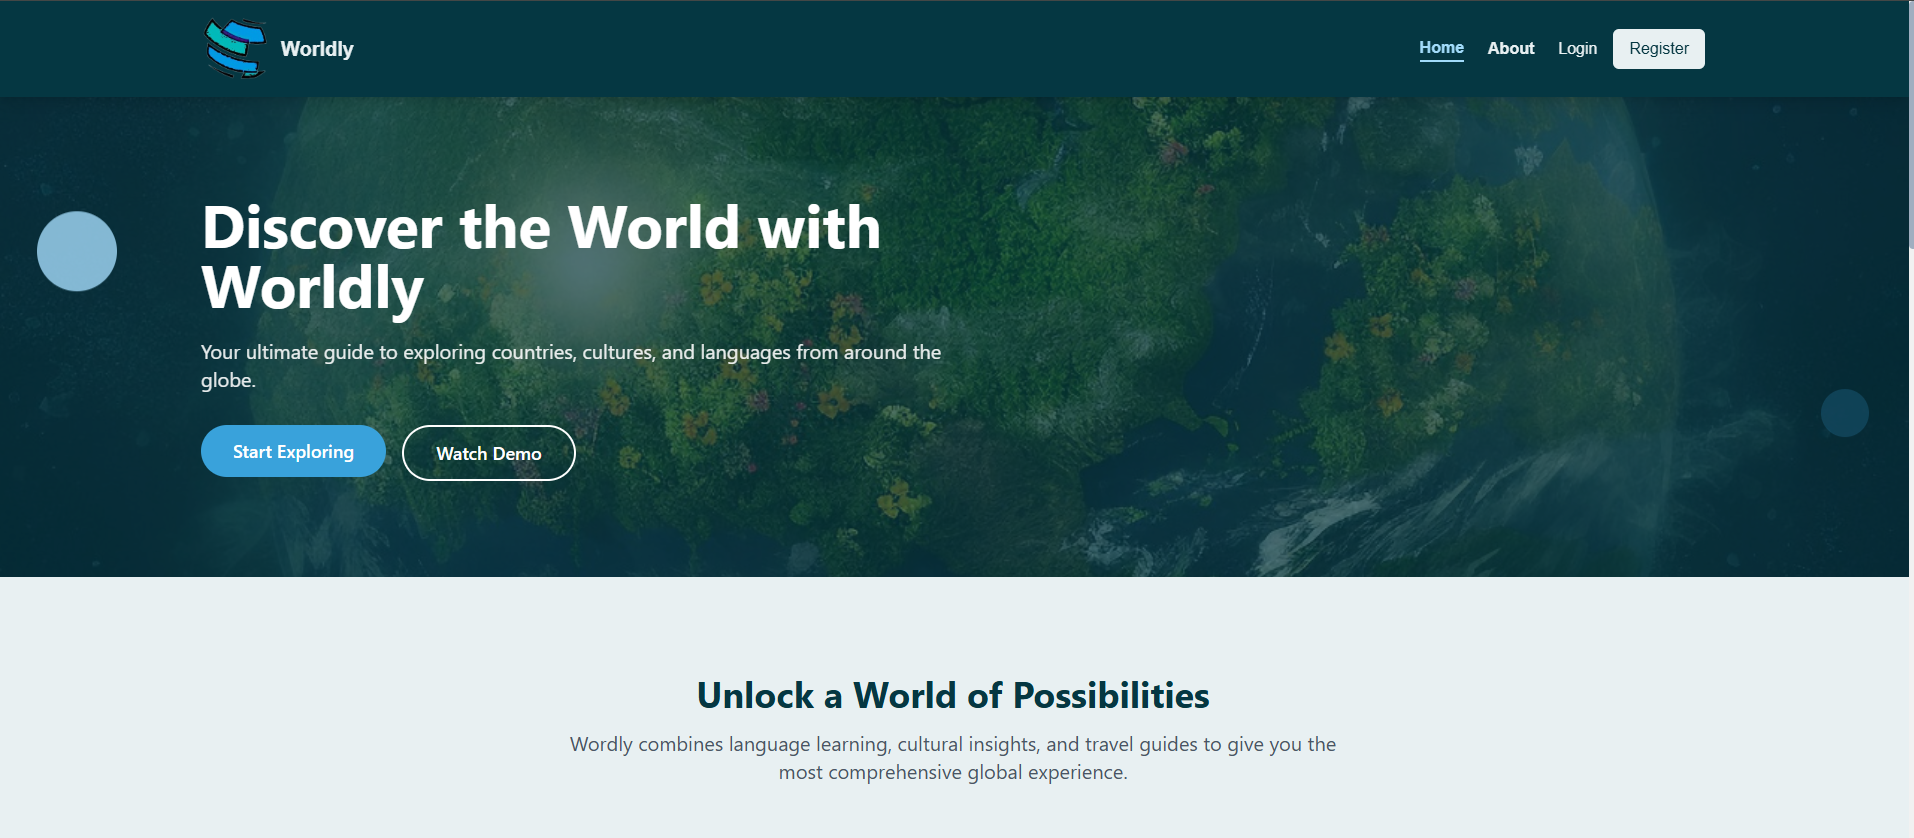 Worldly
Home
About
Login
Register
Discover the World with
Worldly
Your ultimate guide to exploring countries, cultures, and languages from around the
globe.
Start Exploring
Watch Demo
Unlock a World of Possibilities
Wordly combines language learning, cultural insights, and travel guides to give you the
most comprehensive global experience.